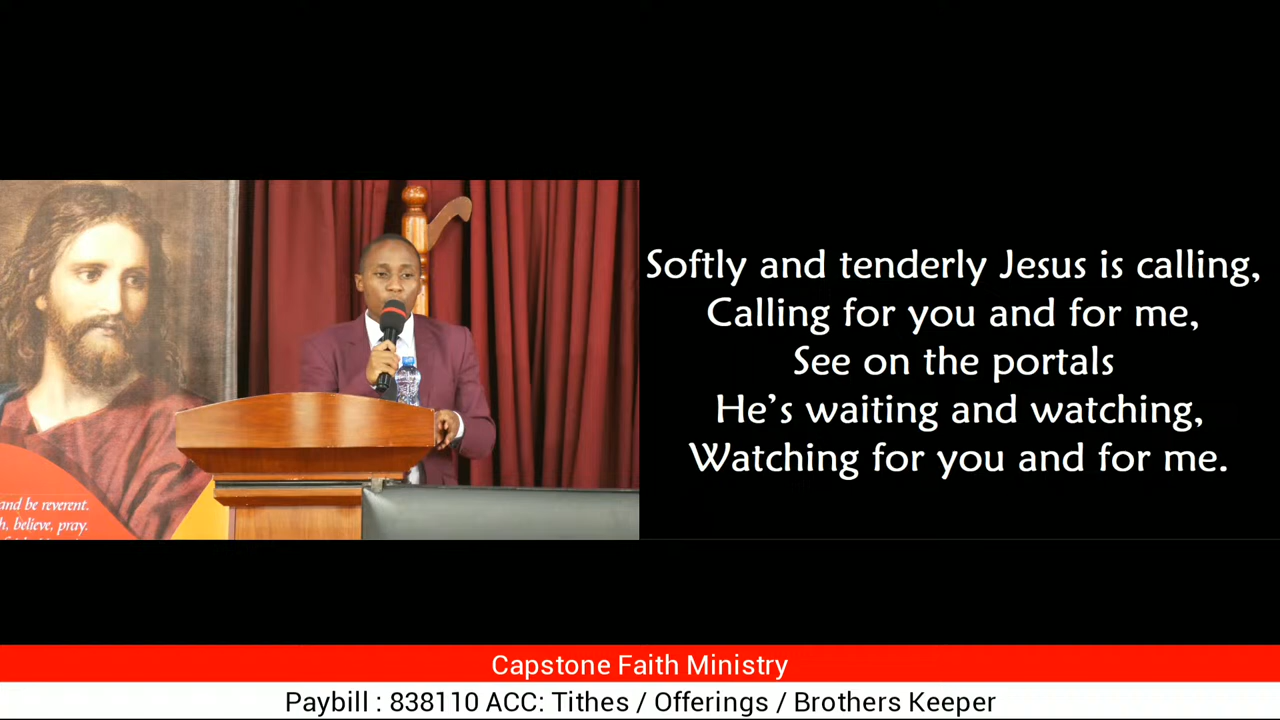 and be reverent.
believe, pray.
Softly and tenderly Jesus is calling,
Calling for you and for me,
See on the portals
He's waiting and watching,
Watching for you and for me.
Capstone Faith Ministry
Paybill : 838110 ACC: Tithes / Offerings / Brothers Keeper